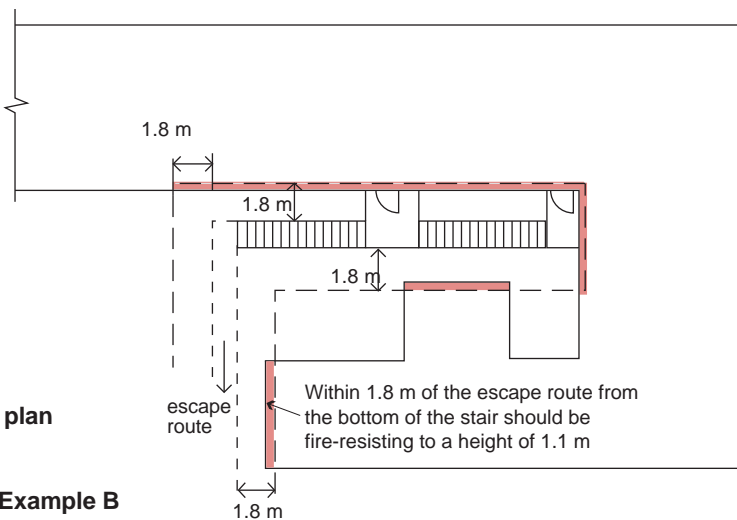 1.8 m
1.8 m
1.8 m
escape
route
Within 1.8 m of the escape route from
the bottom of the stair should be
fire-resisting to a height of 1.1 m
plan
Example B
1.8 m